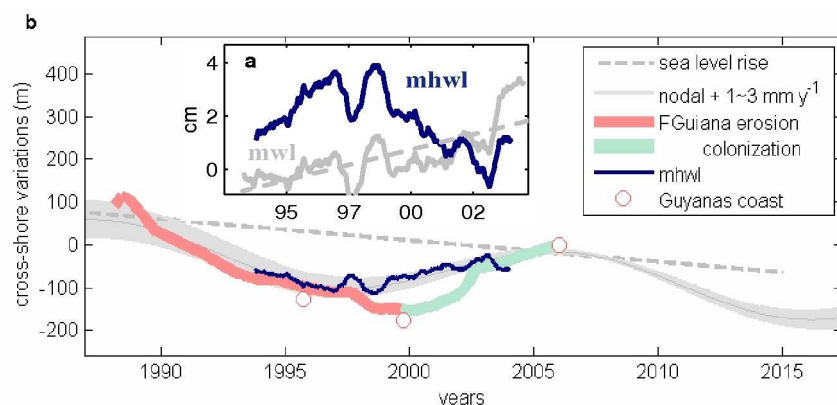 b
a
mhwl
mwl
cm
4
2
0
95 97 00 02
sea level rise
nodal + 1~3 mm y-1
FGuiana erosion
colonization
mhwl
Guyanas coast
cross-shore variations (m)
400
300
200
100
0
-100
-200
1990 1995 2000 2005 2010 2015
years